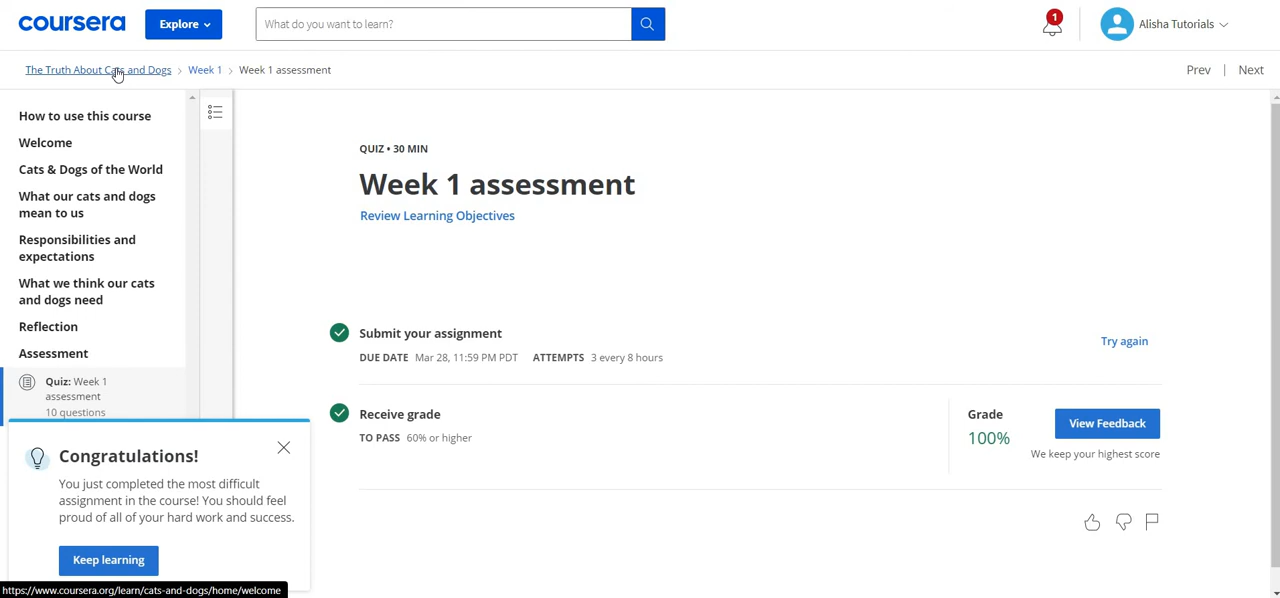 coursera
Explore
What do you want to learn?
1
Alisha Tutorials
The Truth About Cats and Dogs > Week 1 > Week 1 assessment
Prev | Next
How to use this course
Welcome
Cats & Dogs of the World
What our cats and dogs
mean to us
Responsibilities and
expectations
What we think our cats
and dogs need
Reflection
Assessment
Quiz: Week 1
assessment
10 questions
QUIZ • 30 MIN
Week 1 assessment
Review Learning Objectives
Submit your assignment
DUE DATE Mar 28, 11:59 PM PDT ATTEMPTS 3 every 8 hours
Try again
Receive grade
TO PASS 60% or higher
Grade
100%
View Feedback
We keep your highest score
Congratulations!
You just completed the most difficult
assignment in the course! You should feel
proud of all of your hard work and success.
Keep learning
https://www.coursera.org/learn/cats-and-dogs/home/welcome